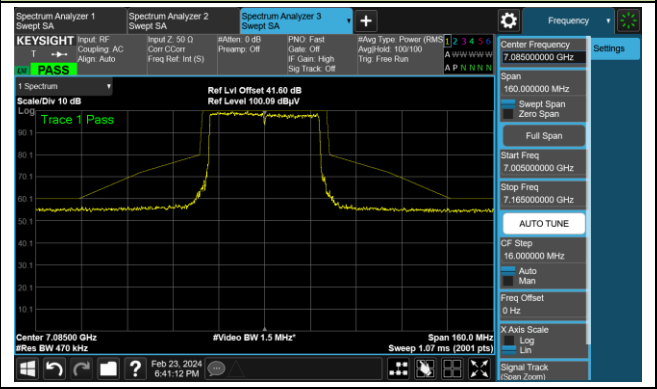 Spectrum Analyzer 1
Swept SA
Spectrum Analyzer 2
Swept SA
Spectrum Analyzer 3
Swept SA
Frequency
KEYSIGHT
Input: RF
Coupling: AC
Align: Auto
Input Z: 50 Ω
Corr CCorr
Freq Ref: Int (S)
#Atten: 0 dB
Preamp: Off
PNO: Fast
Gate: Off
IF Gain: High
Sig Track: Off
#Avg Type: Power (RMS
Avg|Hold: 100/100
Trig: Free Run
1 2 3 4 5 6
A W W W W W
A P N N N N
T
LW
PASS
1 Spectrum
Scale/Div 10 dB
Ref Lvl Offset 41.60 dB
Ref Level 100.09 dBµV
Log
Trace 1 Pass
90.1
80.1
70.1
60.1
50.1
40.1
30.1
20.1
10.1
Center 7.08500 GHz
#Res BW 470 kHz
#Video BW 1.5 MHz*
Span 160.0 MHz
Sweep 1.07 ms (2001 pts)
Center Frequency
7.085000000 GHz
Settings
Span
160.000000 MHz
Swept Span
Zero Span
Full Span
Start Freq
7.005000000 GHz
Stop Freq
7.165000000 GHz
AUTO TUNE
CF Step
16.000000 MHz
Auto
Man
Freq Offset
0 Hz
X Axis Scale
Log
Lin
Signal Track
(Span Zoom)
Feb 23, 2024
6:41:12 PM